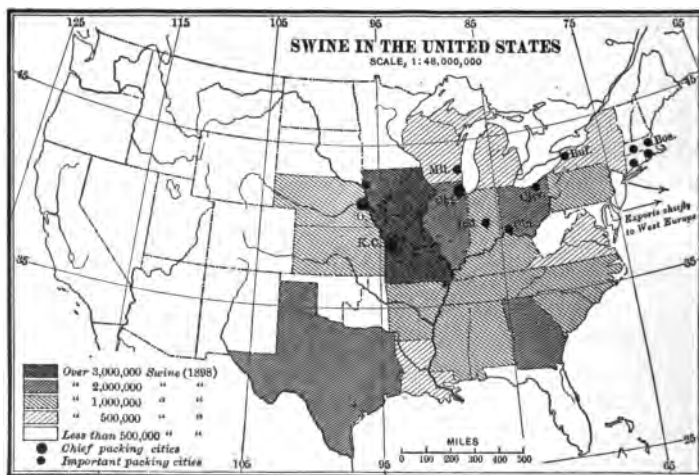 125
115
105
95
85
75
65
SWINE IN THE UNITED STATES
SCALE, 1:48,000,000
45
45
Mil.
Buf.
Bos.
Chi.
Cleve.
O.
Ind.
Cin.
K.C.
Exports chiefly
to West Europe
35
35
Over 3,000,000 Swine (1898)
" 2,000,000 " "
" 1,000,000 " "
" 500,000 " "
Less than 500,000 " "
Chief packing cities
Important packing cities
MILES
0 100 200 300 400 500
105
95
85
75